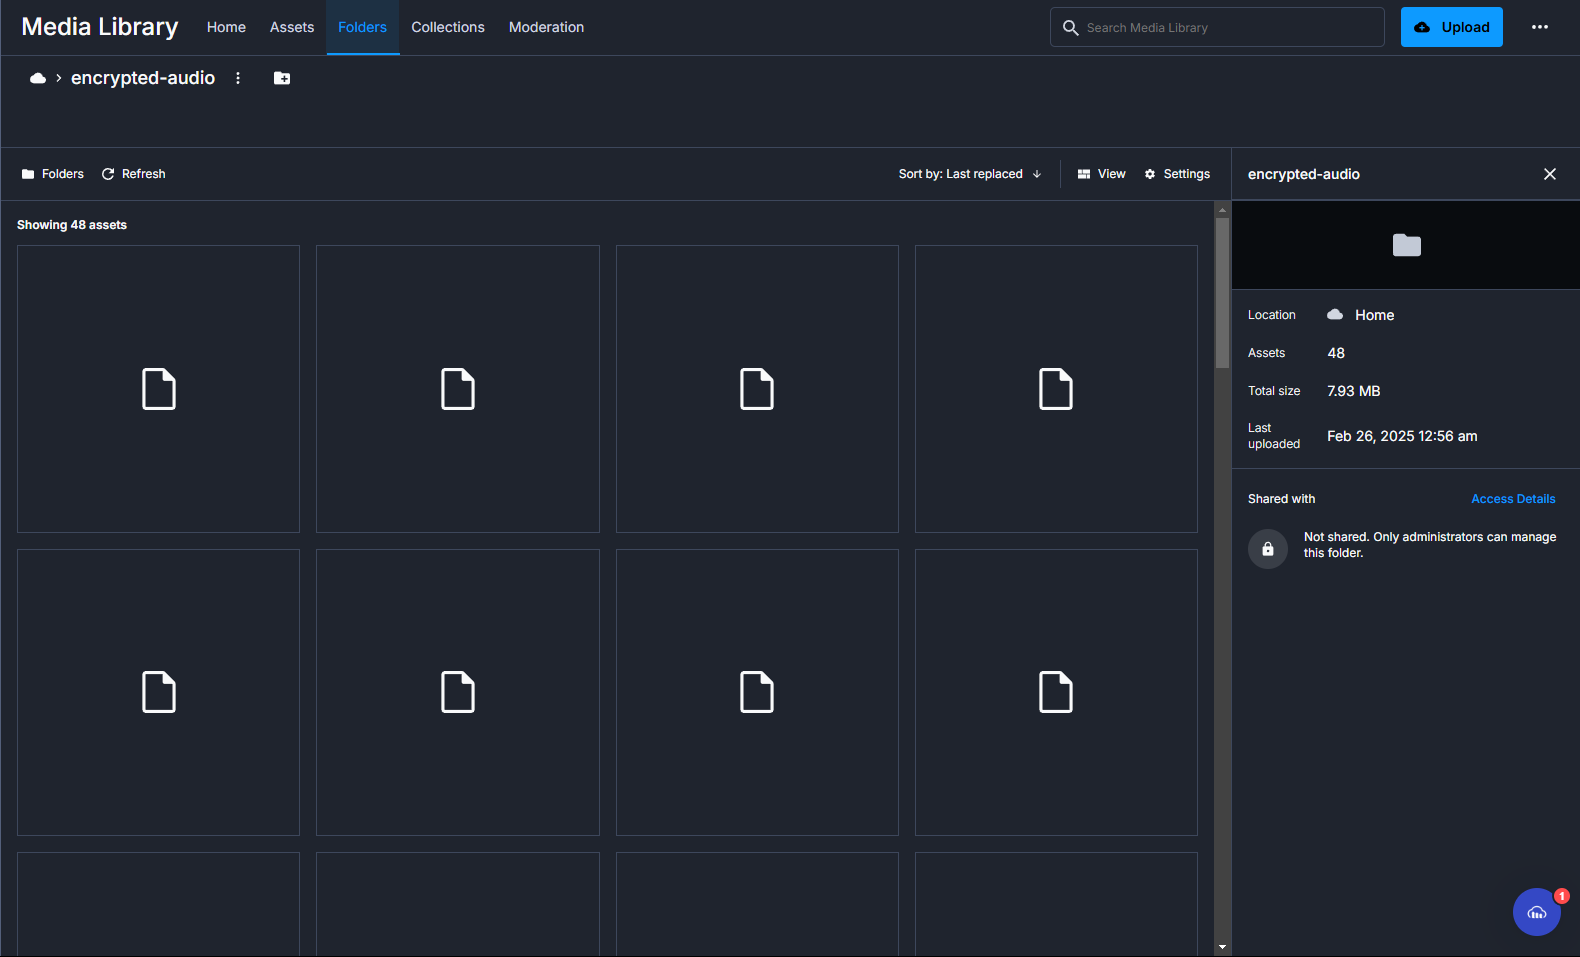 Media Library
Home
Assets
Folders
Collections
Moderation
Search Media Library
Upload
encrypted-audio
Folders
Refresh
Sort by: Last replaced
View
Settings
encrypted-audio
Showing 48 assets
Location
Home
Assets
48
Total size
7.93 MB
Last
uploaded
Feb 26, 2025 12:56 am
Shared with
Access Details
Not shared. Only administrators can manage
this folder.
1